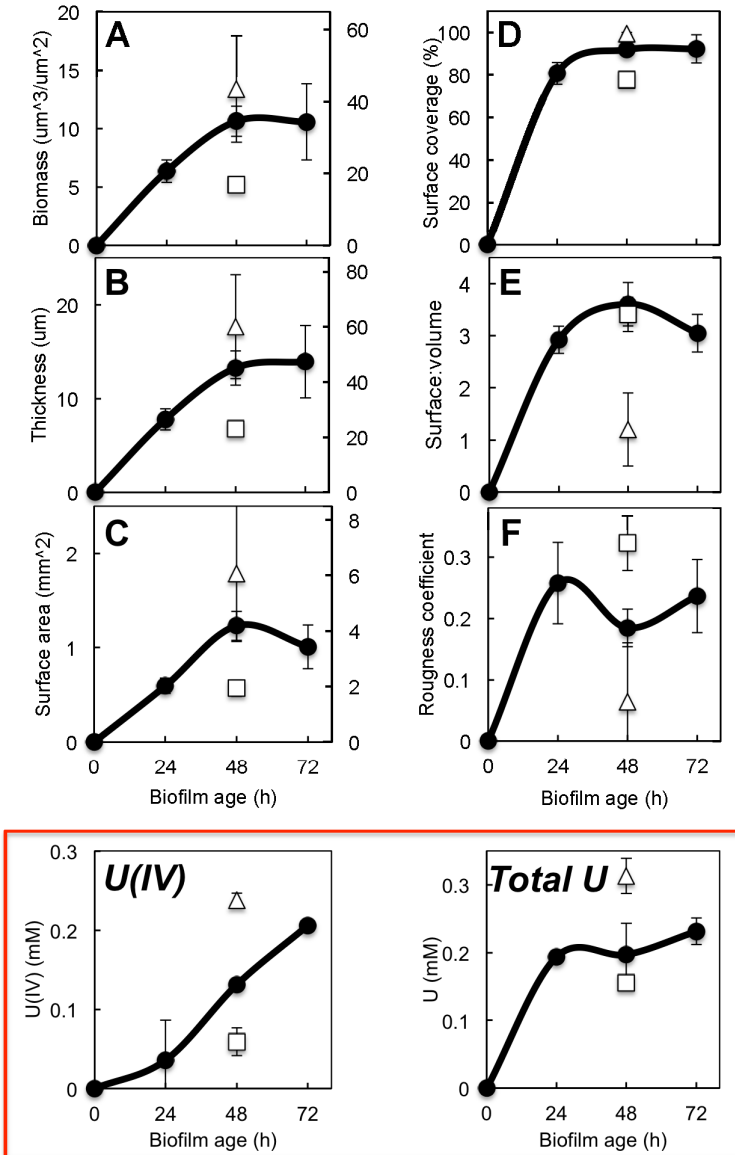 A
Biomass (um^3/um^2)
20
15
10
5
0
60
40
20
0
D
Surface coverage (%)
100
80
60
40
20
0
B
Thickness (um)
20
10
0
80
60
40
20
0
E
Surface:volume
4
3
2
1
0
C
Surface area (mm^2)
2
1
0
8
6
4
2
0
0 24 48 72
Biofilm age (h)
F
Rougness coefficient
0.3
0.2
0.1
0
0 24 48 72
Biofilm age (h)
U(IV)
U(IV) (mM)
0.3
0.2
0.1
0
0 24 48 72
Biofilm age (h)
Total U
U (mM)
0.3
0.2
0.1
0
0 24 48 72
Biofilm age (h)